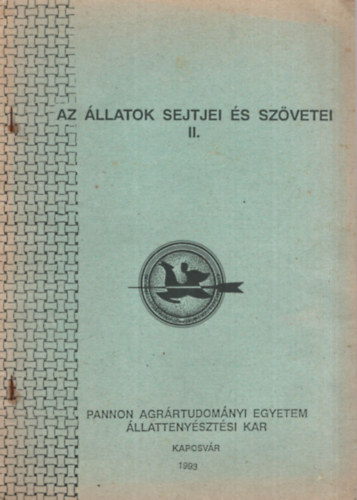 AZ ÁLLATOK SEJTJEI ÉS SZÖVETEI
II.
PANNON AGRÁRTUDOMÁNYI EGYETEM
ÁLLATTENYÉSZTÉSI KAR
KAPOSVÁR
1993